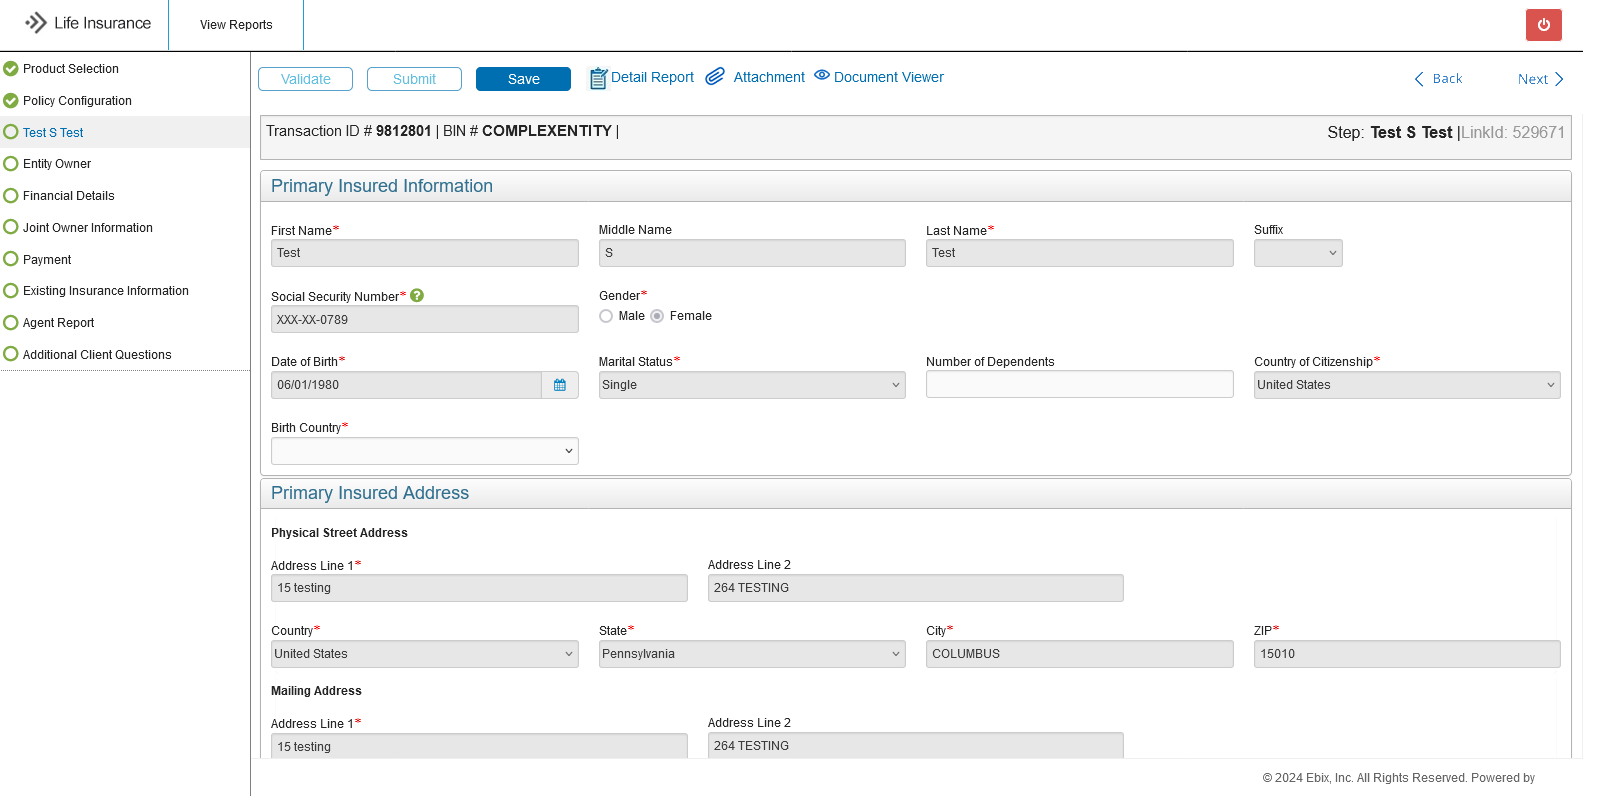 Life Insurance
View Reports
Product Selection
Policy Configuration
Test S Test
Entity Owner
Financial Details
Joint Owner Information
Payment
Existing Insurance Information
Agent Report
Additional Client Questions
Validate
Submit
Save
Detail Report
Attachment
Document Viewer
Back
Next
Transaction ID # 9812801 | BIN # COMPLEXENTITY |
Step: Test S Test |LinkId: 529671
Primary Insured Information
First Name* Middle Name Last Name* Suffix
Test S Test
Social Security Number* ? Gender*
XXX-XX-0789 Male Female
Date of Birth* Marital Status* Number of Dependents Country of Citizenship*
06/01/1980 Single United States
Birth Country*
Primary Insured Address
Physical Street Address
Address Line 1* Address Line 2
15 testing 264 TESTING
Country* State* City* ZIP*
United States Pennsylvania COLUMBUS 15010
Mailing Address
Address Line 1* Address Line 2
15 testing 264 TESTING
© 2024 Ebix, Inc. All Rights Reserved. Powered by